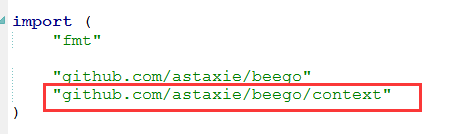 import (
"fmt"
"github.com/astaxie/beego"
"github.com/astaxie/beego/context"
)